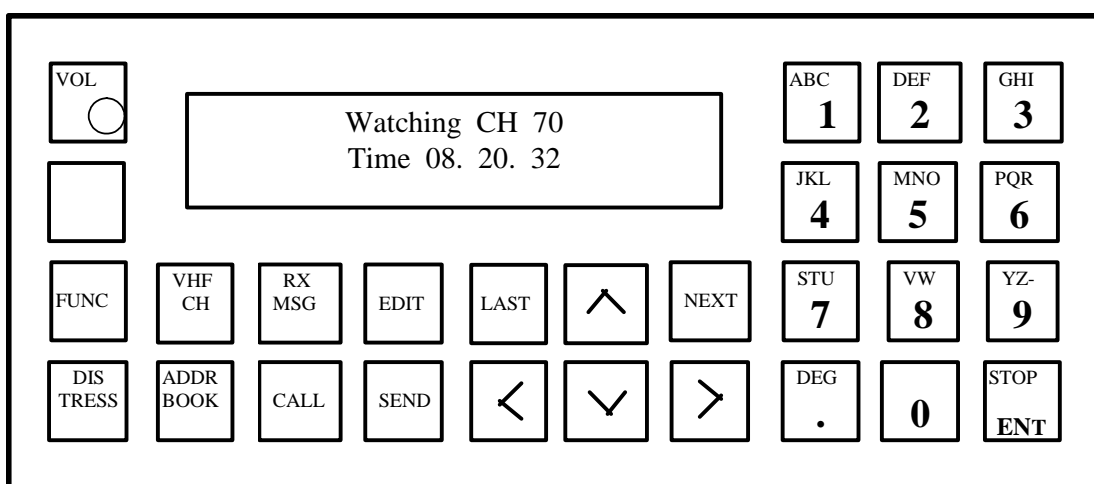 VOL
Watching CH 70
Time 08. 20. 32
ABC
1
DEF
2
GHI
3
JKL
4
MNO
5
PQR
6
FUNC
VHF
CH
RX
MSG
EDIT
LAST
NEXT
STU
7
VW
8
YZ-
9
DIS
TRESS
ADDR
BOOK
CALL
SEND
DEG
.
0
STOP
ENT